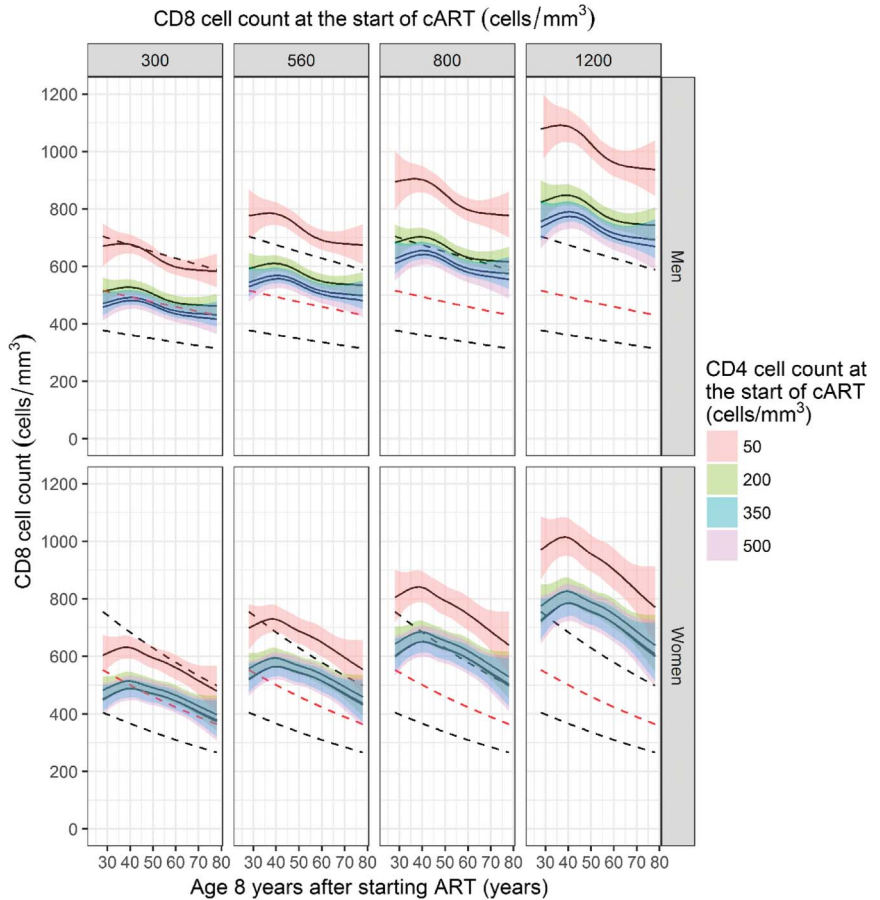 CD8 cell count at the start of cART (cells/mm³)
300 560 800 1200
1200
1000
800
600
400
200
0
Men
1200
1000
800
600
400
200
0
Women
CD8 cell count (cells/mm³)
30 40 50 60 70 80 30 40 50 60 70 80 30 40 50 60 70 80 30 40 50 60 70 80
Age 8 years after starting ART (years)
CD4 cell count at
the start of cART
(cells/mm³)
50
200
350
500